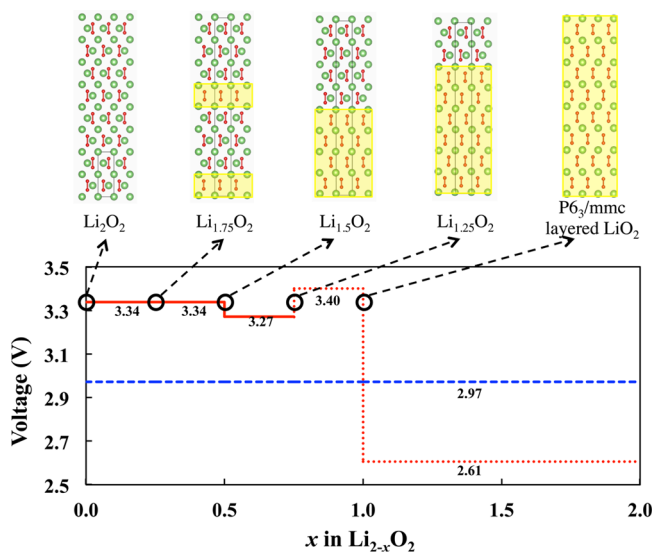 Li₂O₂
Li₁.₇₅O₂
Li₁.₅O₂
Li₁.₂₅O₂
P6₃/mmc
layered LiO₂
3.5
3.3
3.1
2.9
2.7
2.5
Voltage (V)
3.34
3.34
3.27
3.40
2.97
2.61
0.0
0.5
1.0
1.5
2.0
x in Li₂₋ₓO₂